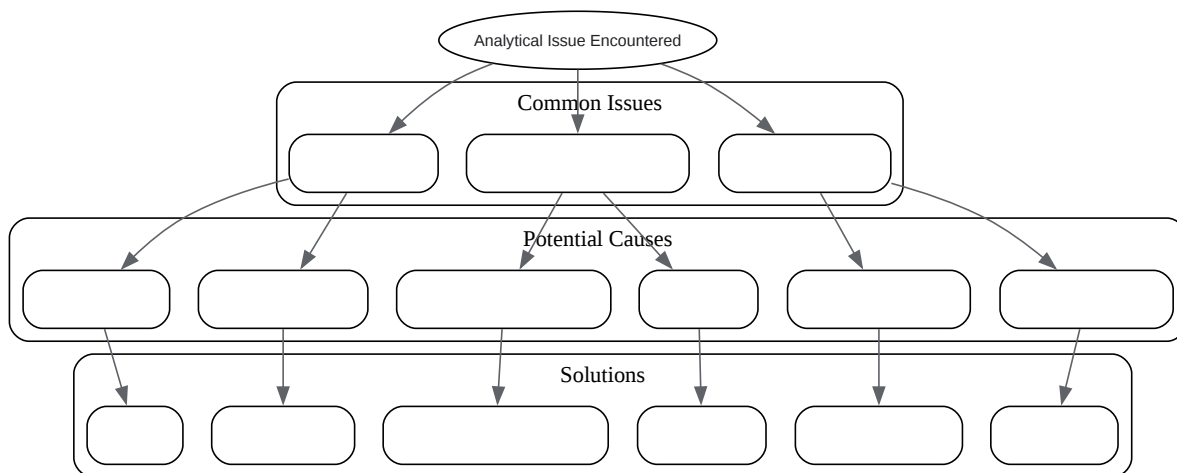 Analytical Issue Encountered
Common Issues
Potential Causes
Solutions